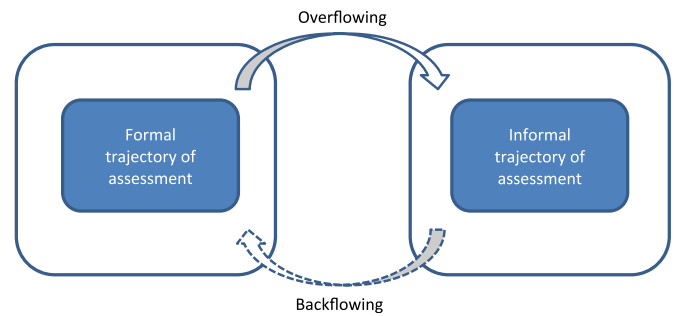 Overflowing
Formal
trajectory of
assessment
Informal
trajectory of
assessment
Backflowing